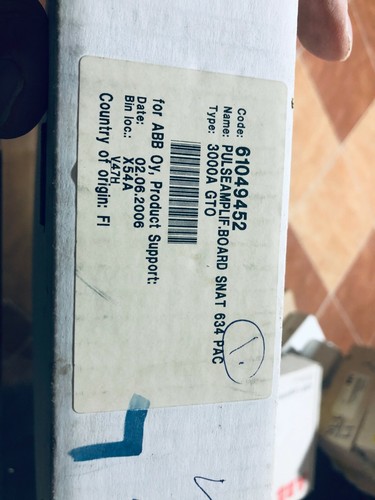 Code: 61049452
Name: PULSEAMPLIF.BOARD SNAT 634 PAC
Type: 3000A GTO
for ABB Oy, Product Support:
Date: 02.06.2006
Bin loc.: X54A
V47H
Country of Origin: FI